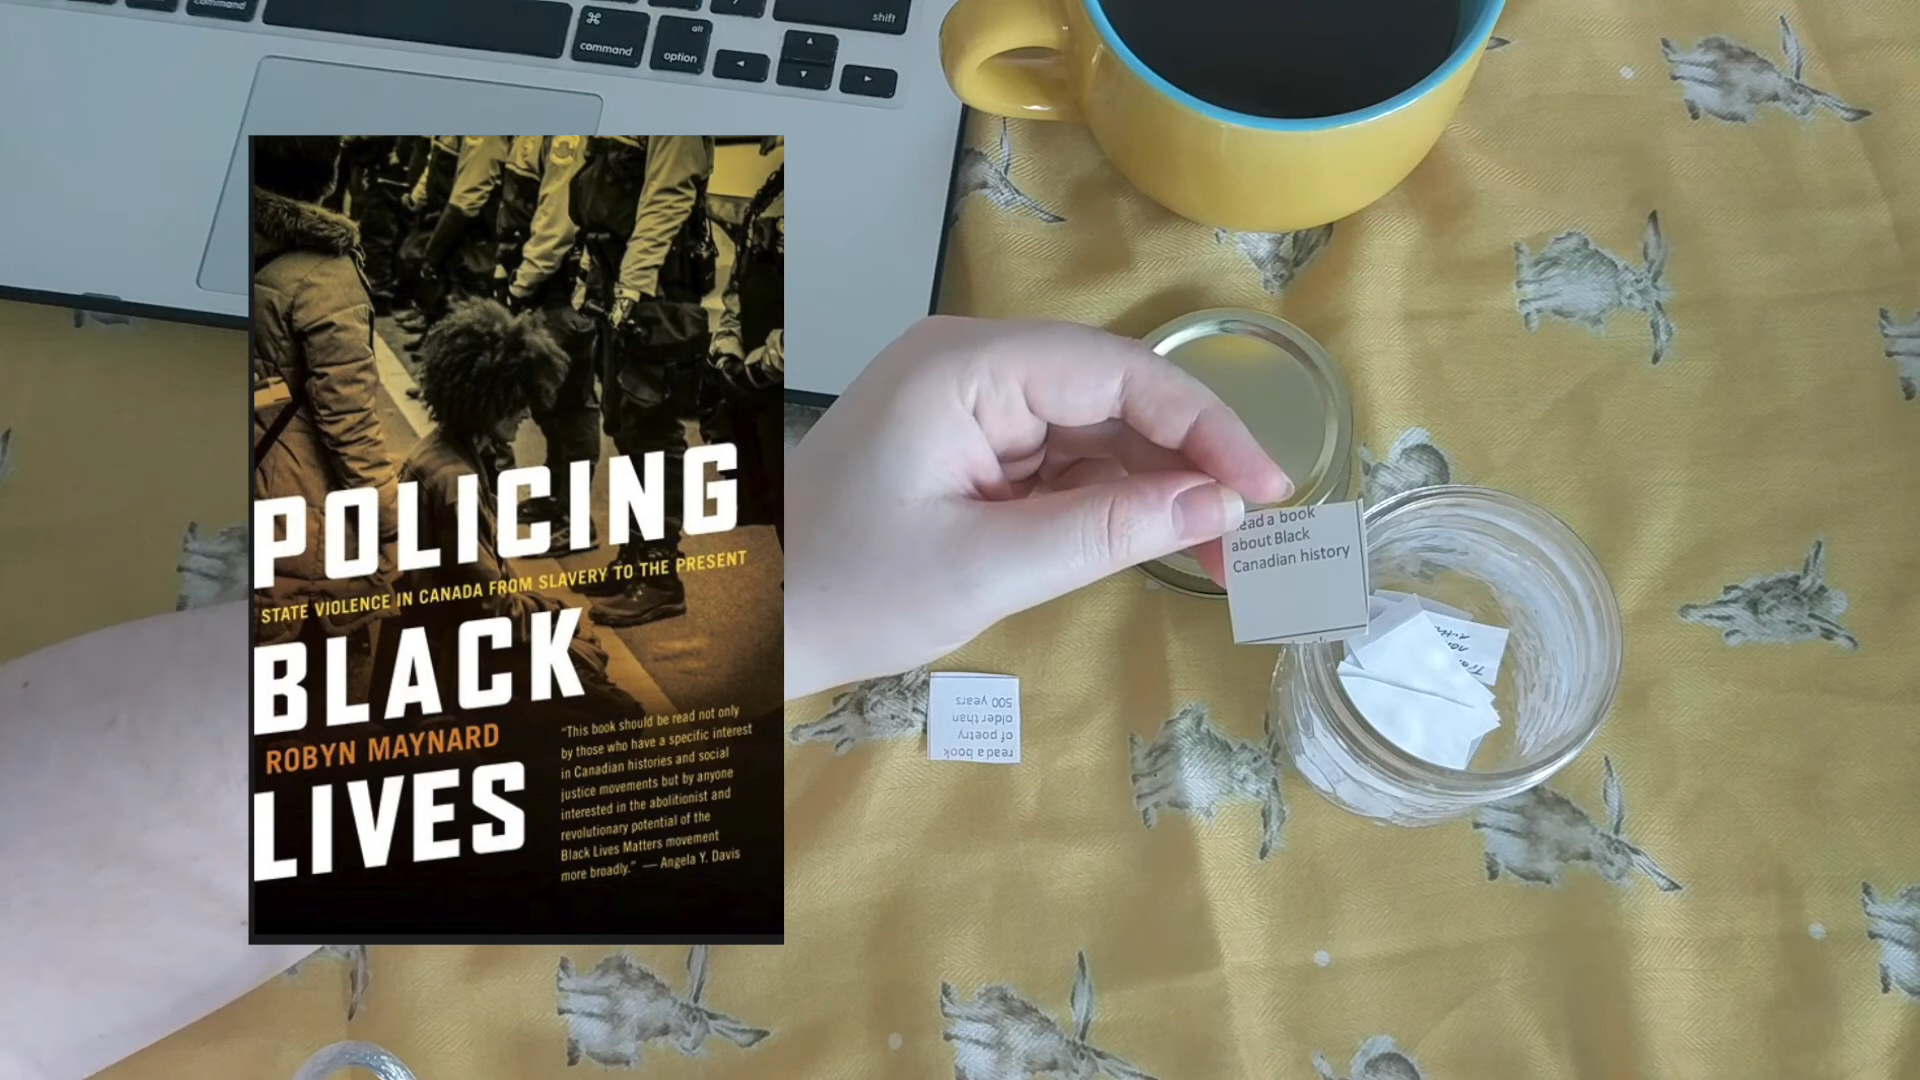 command
shift
⌘
command
alt
option
POLICING
STATE VIOLENCE IN CANADA FROM SLAVERY TO THE PRESENT
BLACK
ROBYN MAYNARD
LIVES
“This book should be read not only
by those who have a specific interest
in Canadian histories and social
justice movements but by anyone
interested in the abolitionist and
revolutionary potential of the
Black Lives Matters movement
more broadly.” — Angela Y. Davis
a book
about Black
Canadian history
read a book
of poetry
older than
500 years